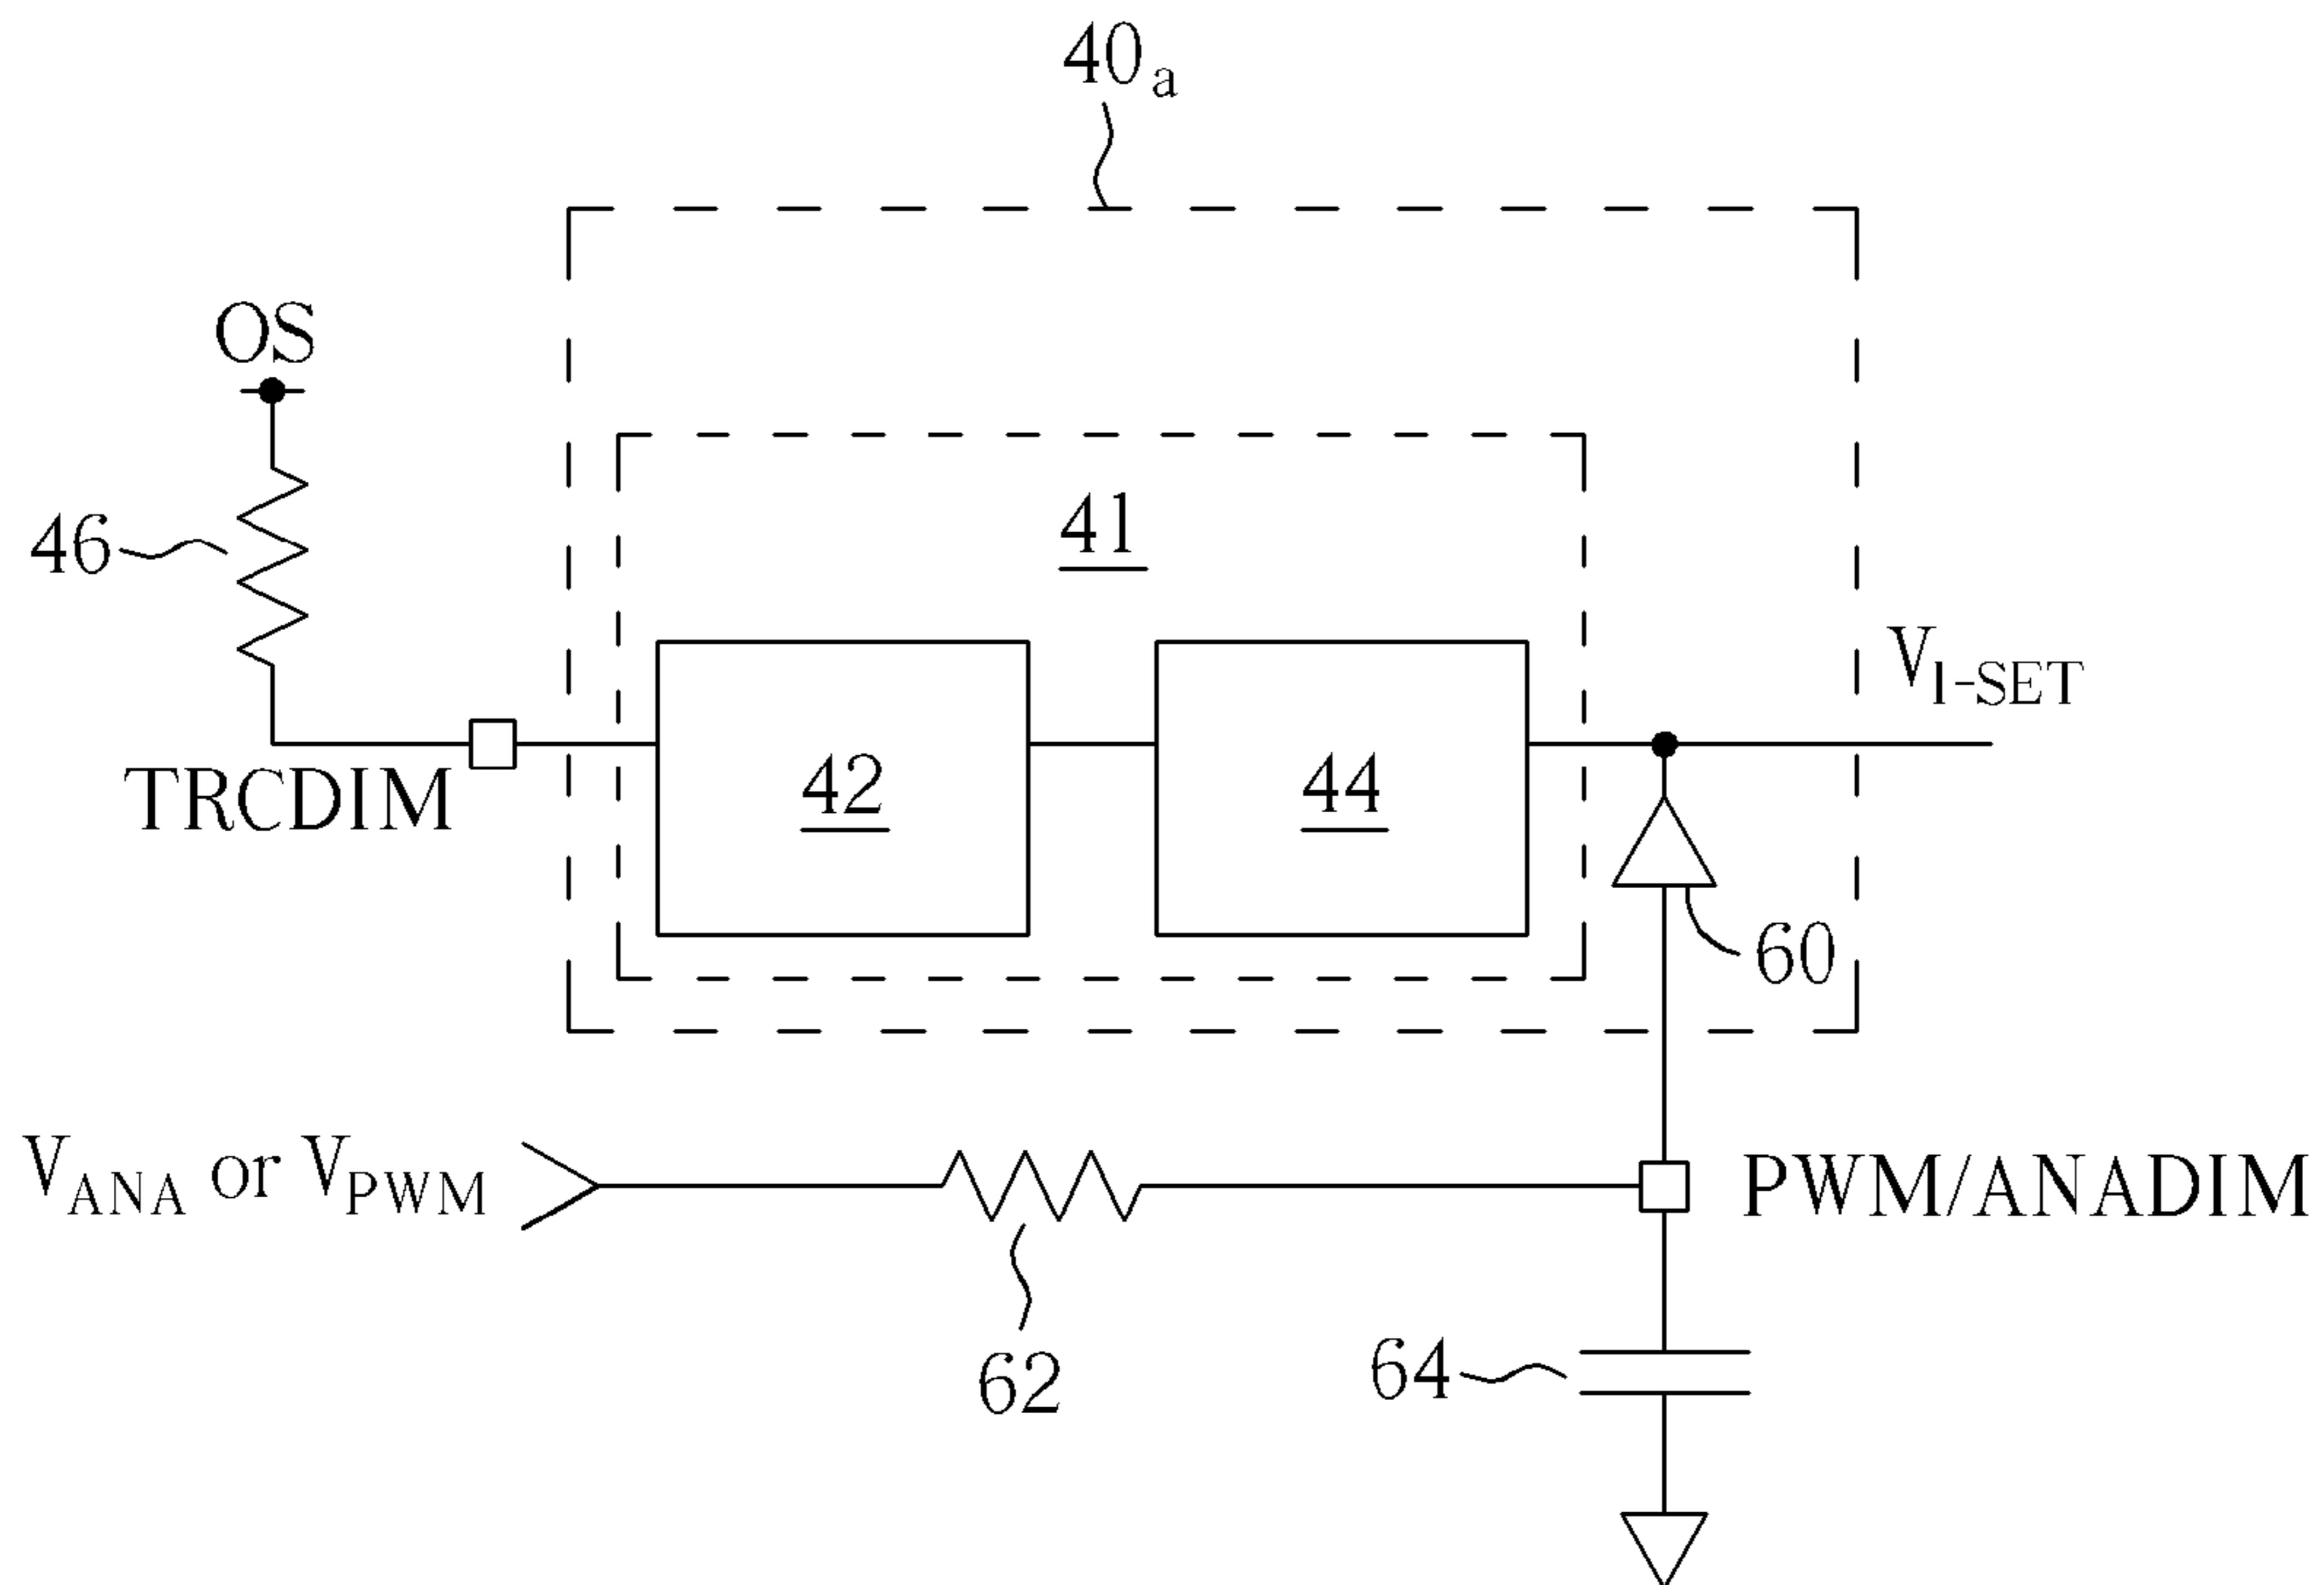 40a
OS
46
41
VI-SET
42
44
TRCDIM
60
VANA or VPWM
PWM/ANADIM
62
64